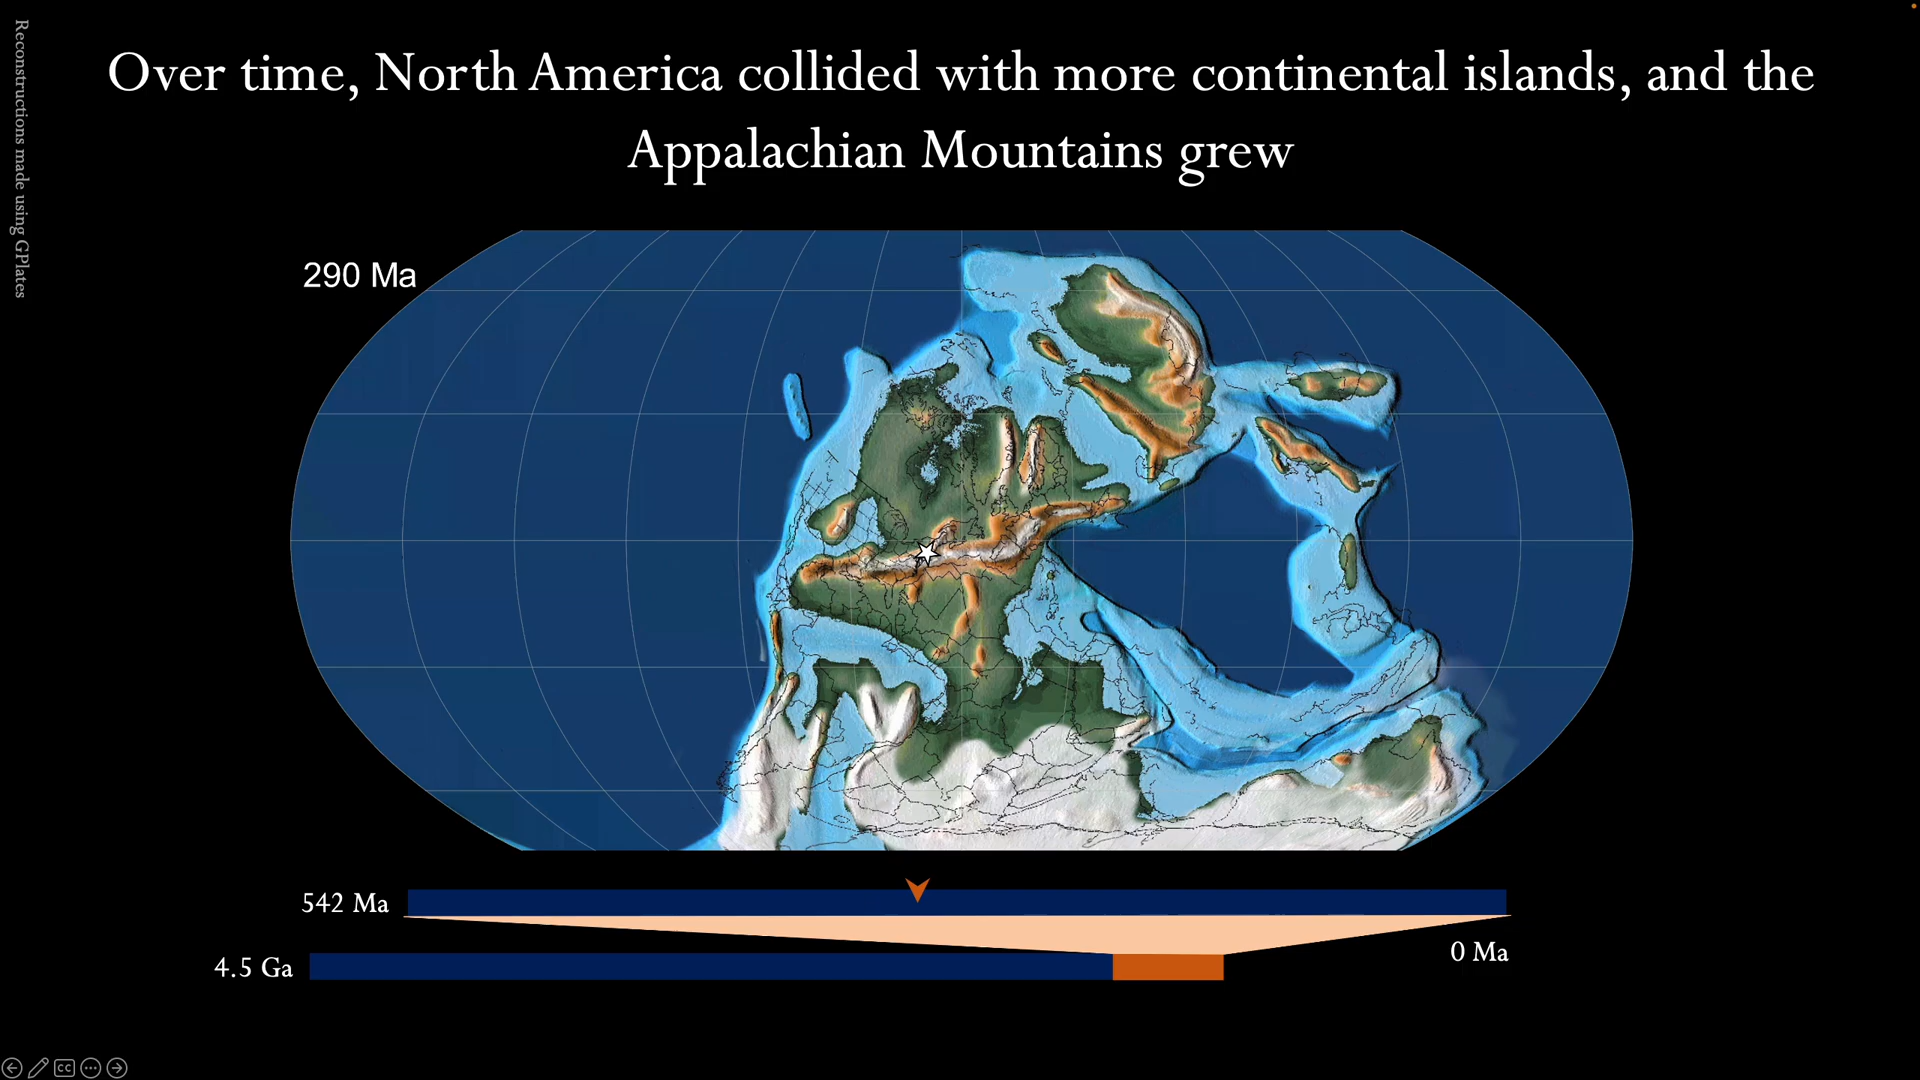 Reconstructions made using GPlates
Over time, North America collided with more continental islands, and the
Appalachian Mountains grew
290 Ma
542 Ma
0 Ma
4.5 Ga
CC